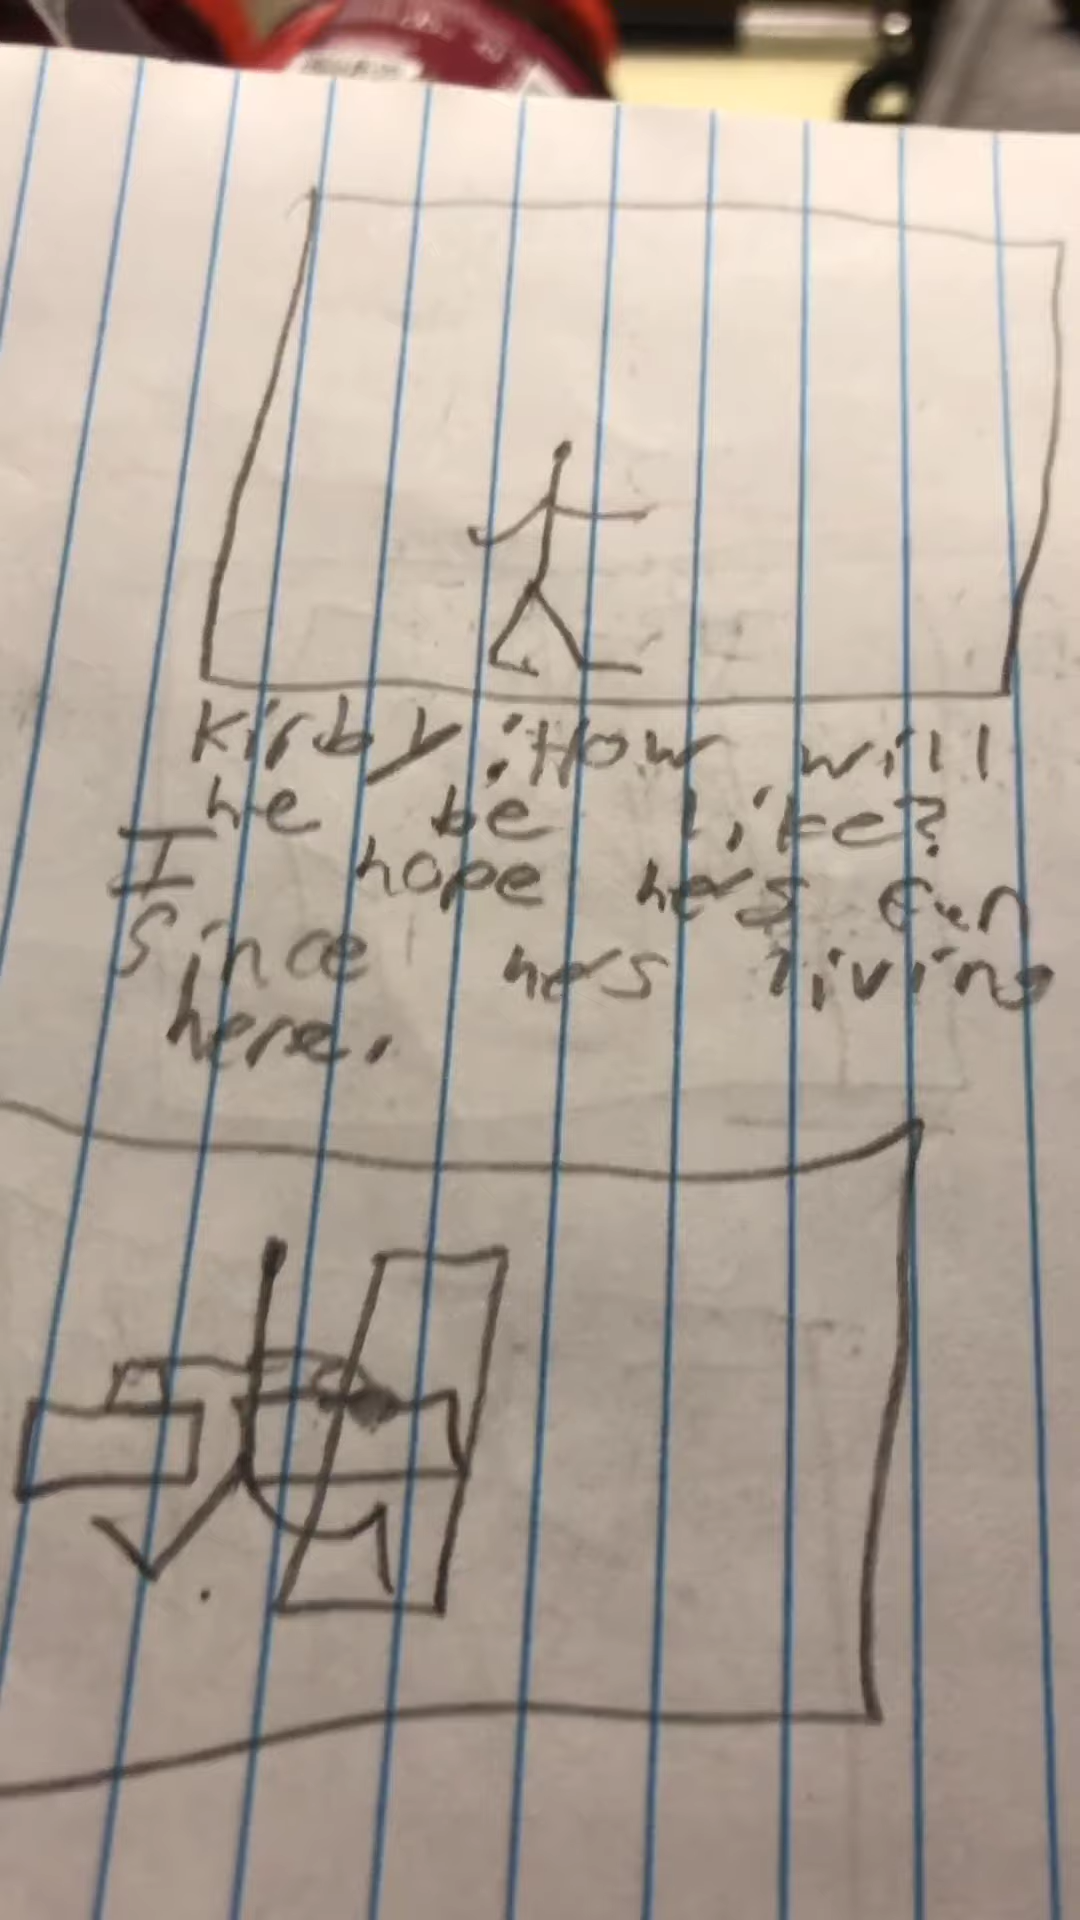 Kirby: How will
he be like?
I hope he's fun
Since he's living
here.